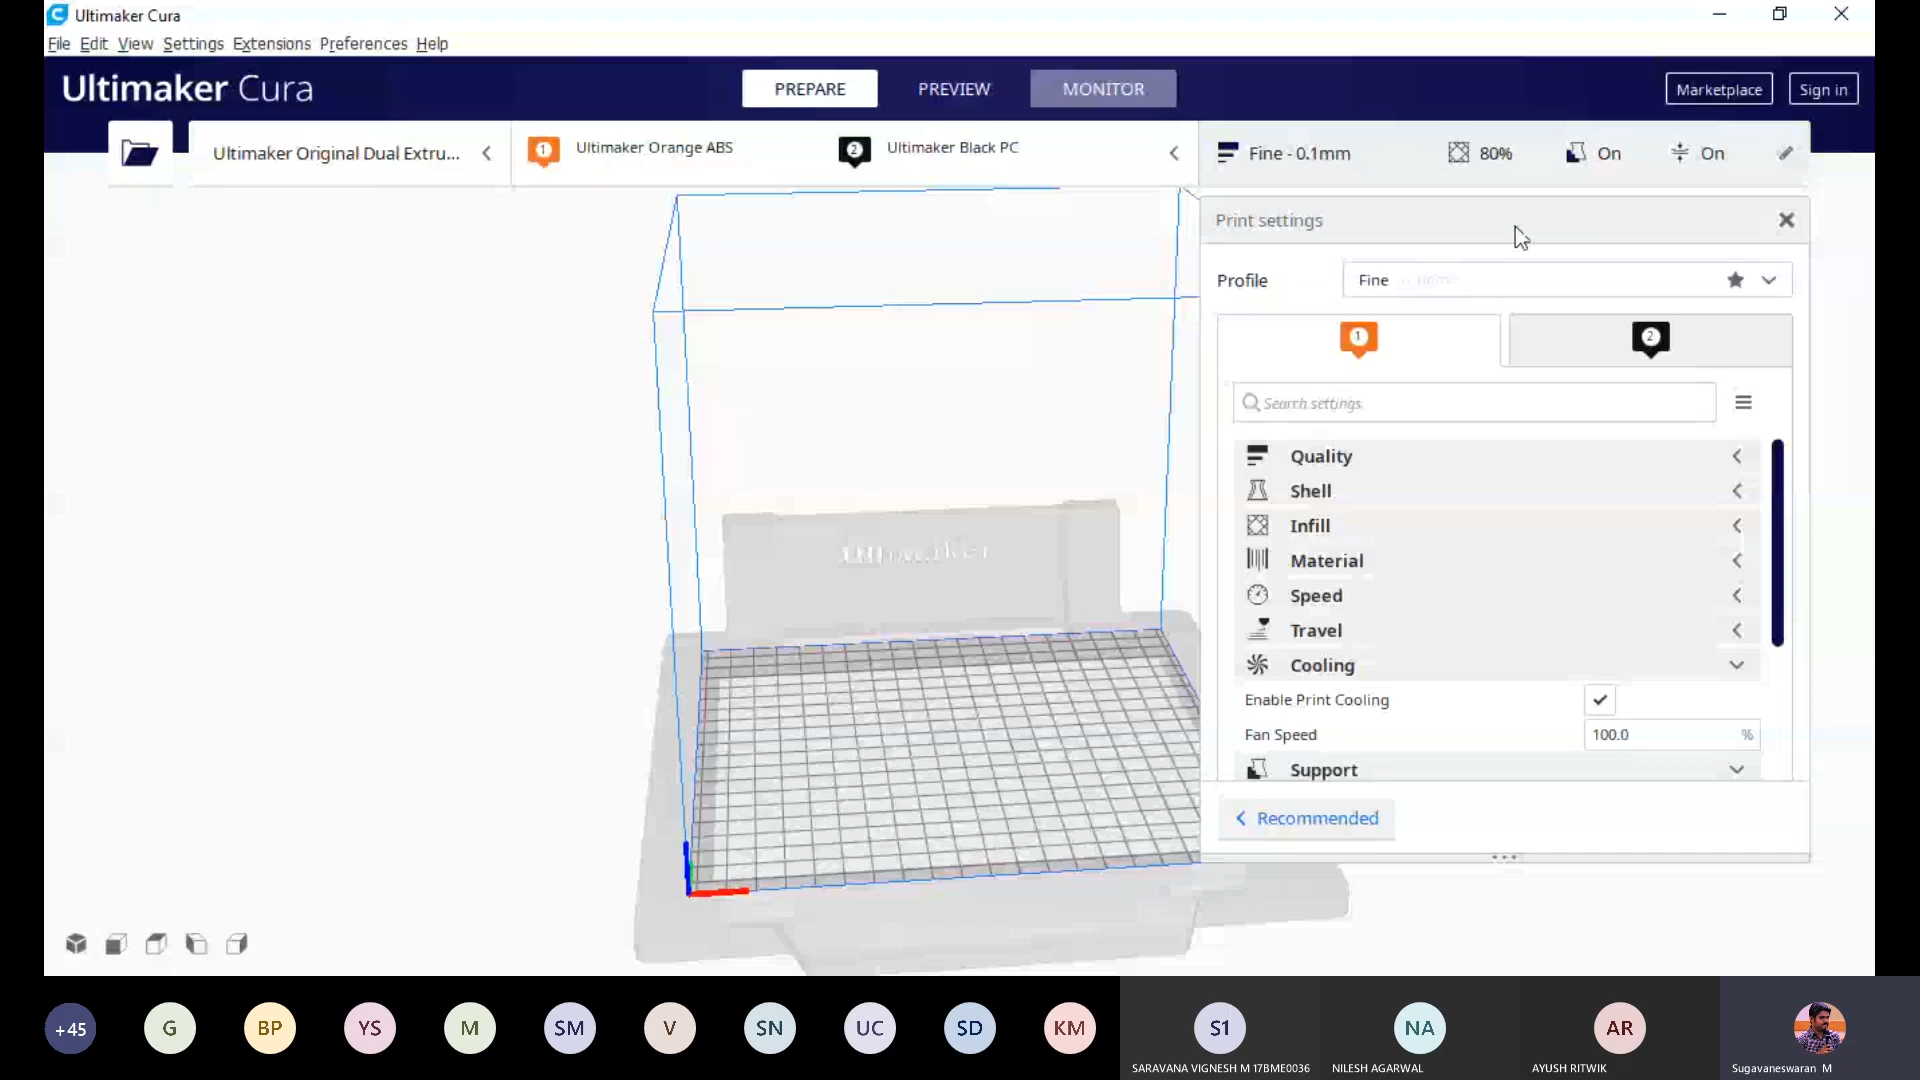 Ultimaker Cura
File Edit View Settings Extensions Preferences Help
Ultimaker Cura
PREPARE
PREVIEW
MONITOR
Marketplace
Sign in
Ultimaker Original Dual Extru...
1 Ultimaker Orange ABS
2 Ultimaker Black PC
Fine - 0.1mm
80%
On
On
Print settings
Profile
Fine
1
2
Search settings
Quality
Shell
Infill
Material
Speed
Travel
Cooling
Enable Print Cooling
Fan Speed 100.0 %
Support
Recommended
Ultimaker
+45
G
BP
YS
M
SM
V
SN
UC
SD
KM
S1
NA
AR
SARAVANA VIGNESH M 17BME0036
NILESH AGARWAL
AYUSH RITWIK
Sugavaneswaran M